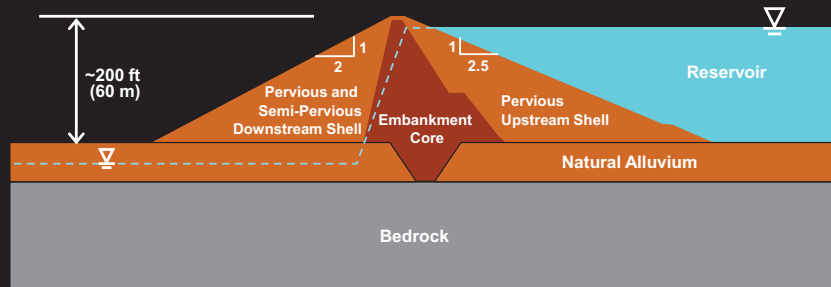 ~200 ft
(60 m)
1
2
1
2.5
Reservoir
Pervious and
Semi-Pervious
Downstream Shell
Embankment
Core
Pervious
Upstream Shell
Natural Alluvium
Bedrock